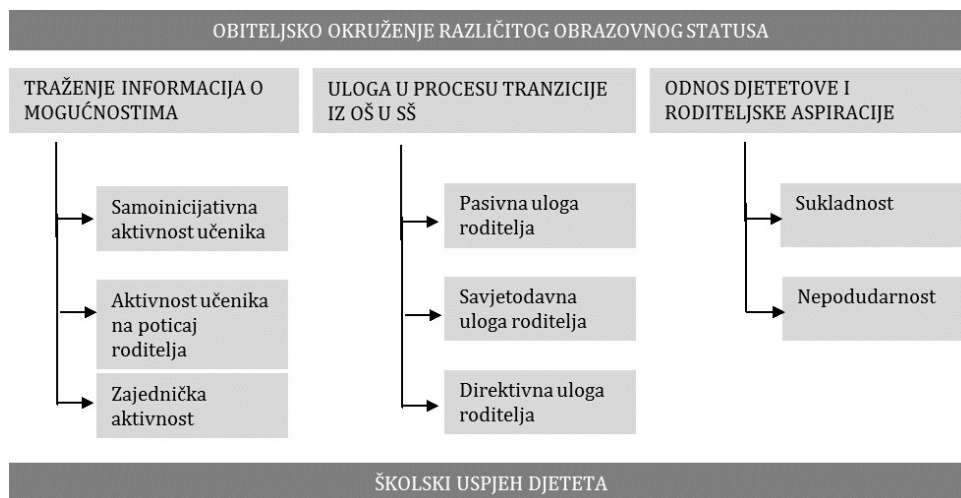 OBITELJSKO OKRUŽENJE RAZLIČITOG OBRAZOVNOG STATUSA
TRAŽENJE INFORMACIJA O
MOGUĆNOSTIMA
Samoinicijativna
aktivnost učenika
Aktivnost učenika
na poticaj
roditelja
Zajednička
aktivnost
ULOGA U PROCESU TRANZICIJE
IZ OŠ U SŠ
Pasivna uloga
roditelja
Savjetodavna
uloga roditelja
Direktivna uloga
roditelja
ODNOS DJETETOVE I
RODITELJSKE ASPIRACIJE
Sukladnost
Nepodudarnost
ŠKOLSKI USPJEH DJETETA